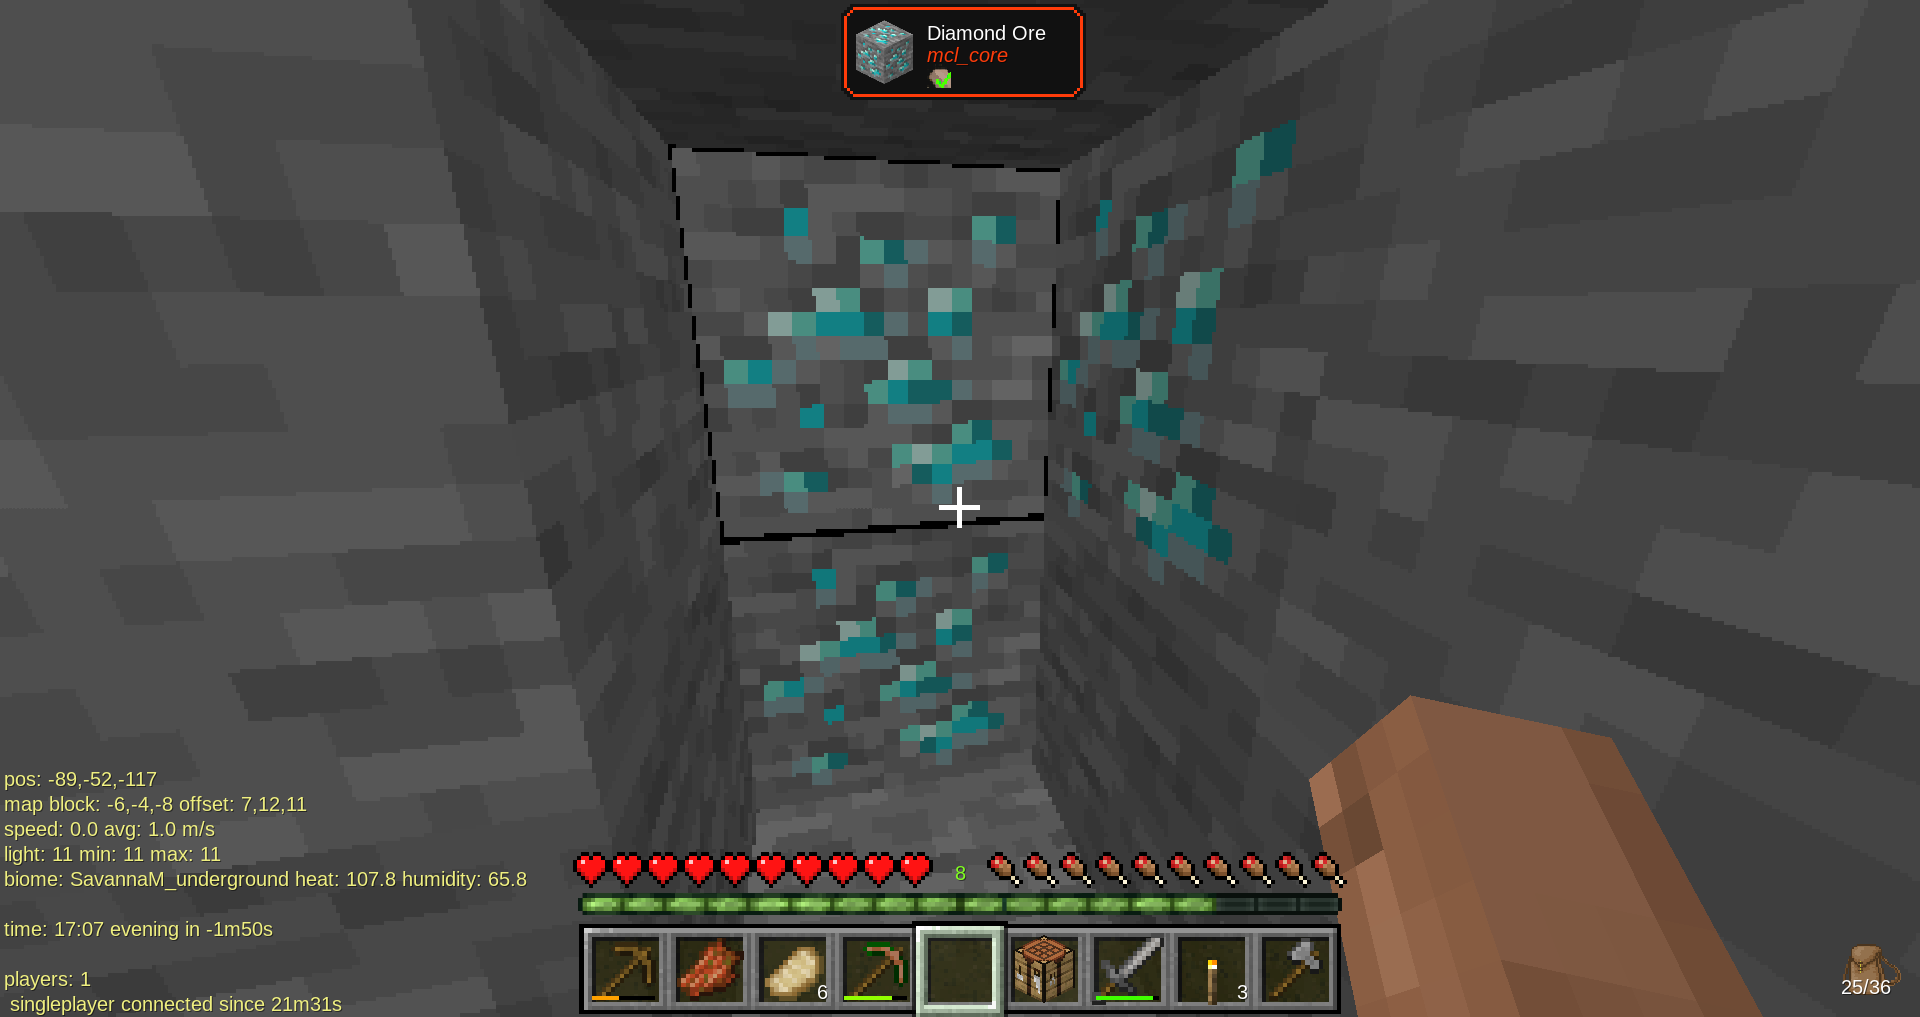 Diamond Ore
mcl_core
pos: -89,-52,-117
map block: -6,-4,-8 offset: 7,12,11
speed: 0.0 avg: 1.0 m/s
light: 11 min: 11 max: 11
biome: SavannaM_underground heat: 107.8 humidity: 65.8
time: 17:07 evening in -1m50s
players: 1
singleplayer connected since 21m31s
8
6
3
25/36